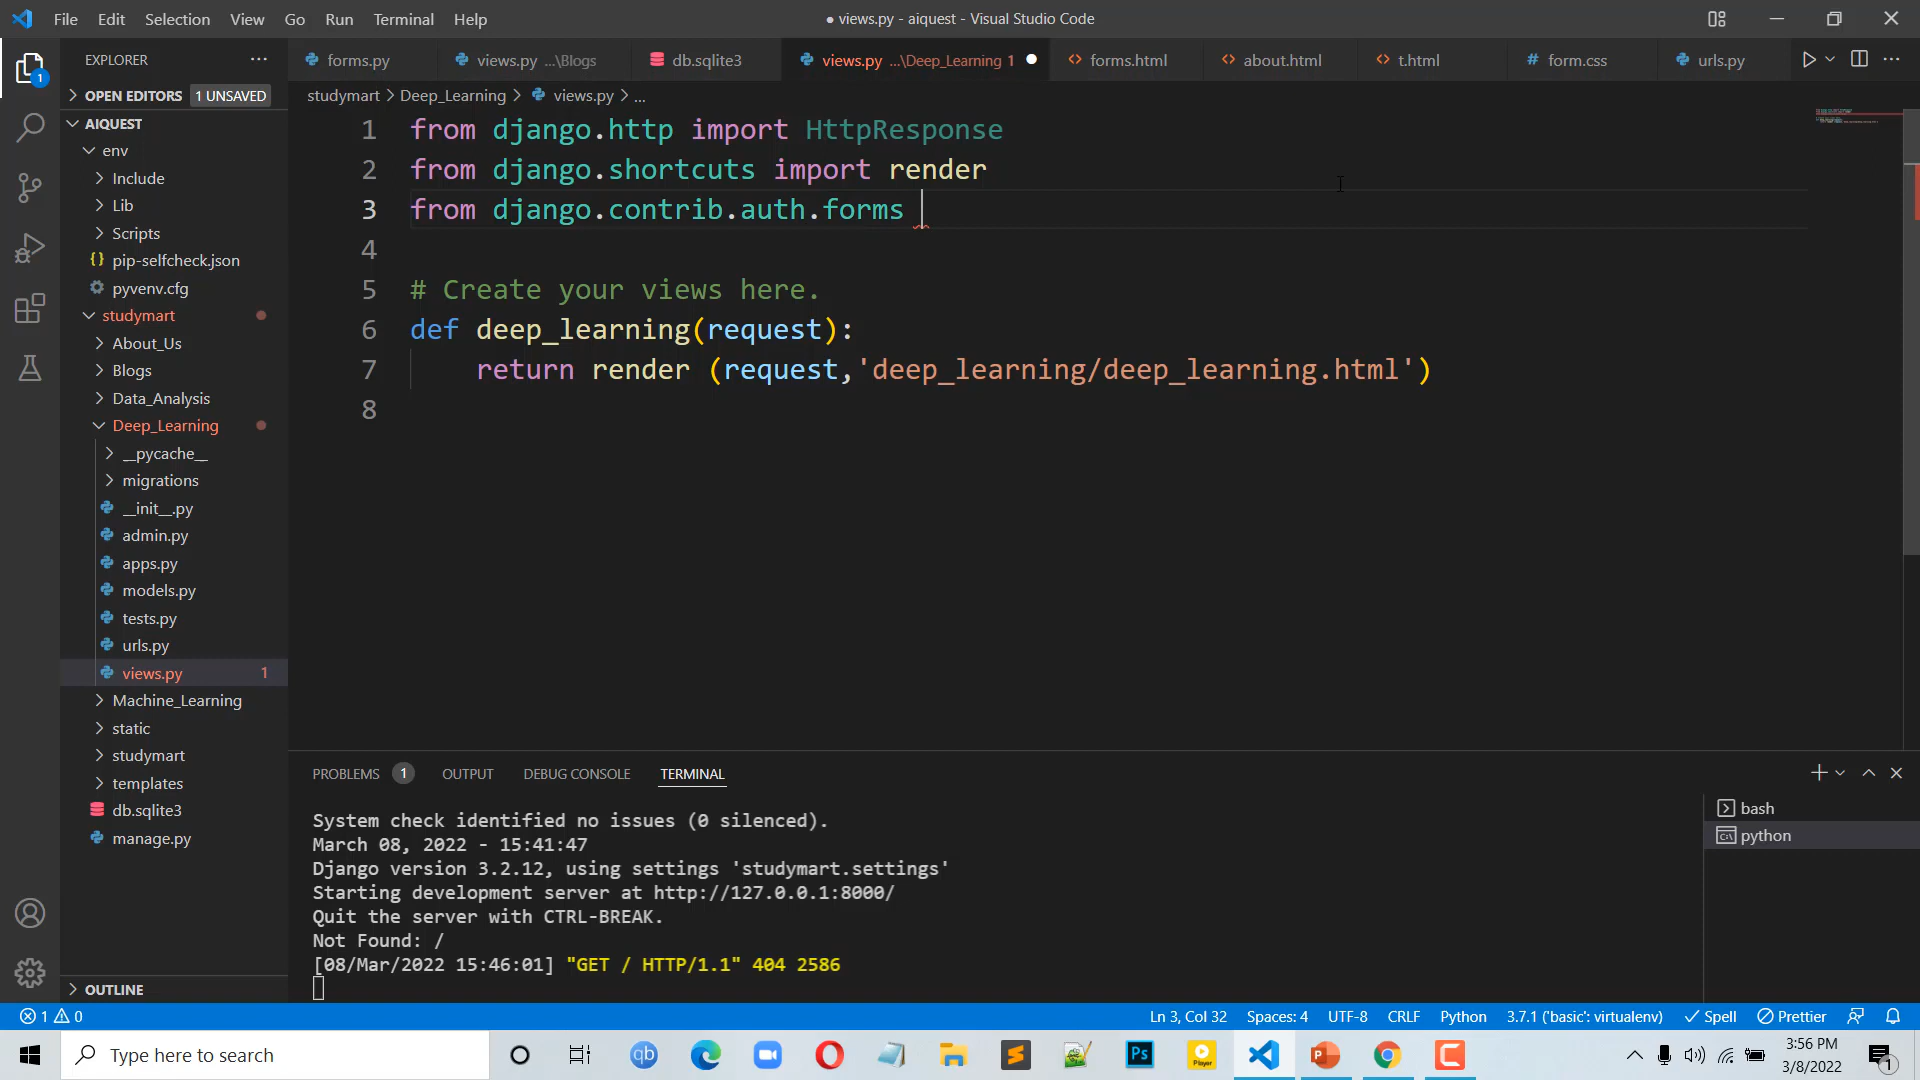 File Edit Selection View Go Run Terminal Help
● views.py - aiquest - Visual Studio Code
EXPLORER
forms.py
views.py ...\Blogs
db.sqlite3
views.py ...\Deep_Learning 1
forms.html
about.html
t.html
form.css
urls.py
OPEN EDITORS 1 UNSAVED
studymart > Deep_Learning > views.py > ...
AIQUEST
env
Include
Lib
Scripts
pip-selfcheck.json
pyvenv.cfg
studymart
About_Us
Blogs
Data_Analysis
Deep_Learning
__pycache__
migrations
__init__.py
admin.py
apps.py
models.py
tests.py
urls.py
views.py 1
Machine_Learning
static
studymart
templates
db.sqlite3
manage.py
OUTLINE
1 from django.http import HttpResponse
2 from django.shortcuts import render
3 from django.contrib.auth.forms
4
5 # Create your views here.
6 def deep_learning(request):
7 return render (request,'deep_learning/deep_learning.html')
8
PROBLEMS 1 OUTPUT DEBUG CONSOLE TERMINAL
System check identified no issues (0 silenced).
March 08, 2022 - 15:41:47
Django version 3.2.12, using settings 'studymart.settings'
Starting development server at http://127.0.0.1:8000/
Quit the server with CTRL-BREAK.
Not Found: /
[08/Mar/2022 15:46:01] "GET / HTTP/1.1" 404 2586
bash
python
1 0
Ln 3, Col 32 Spaces: 4 UTF-8 CRLF Python 3.7.1 ('basic': virtualenv) Spell Prettier
Type here to search
qb
Ps
Player
3:56 PM
3/8/2022
1